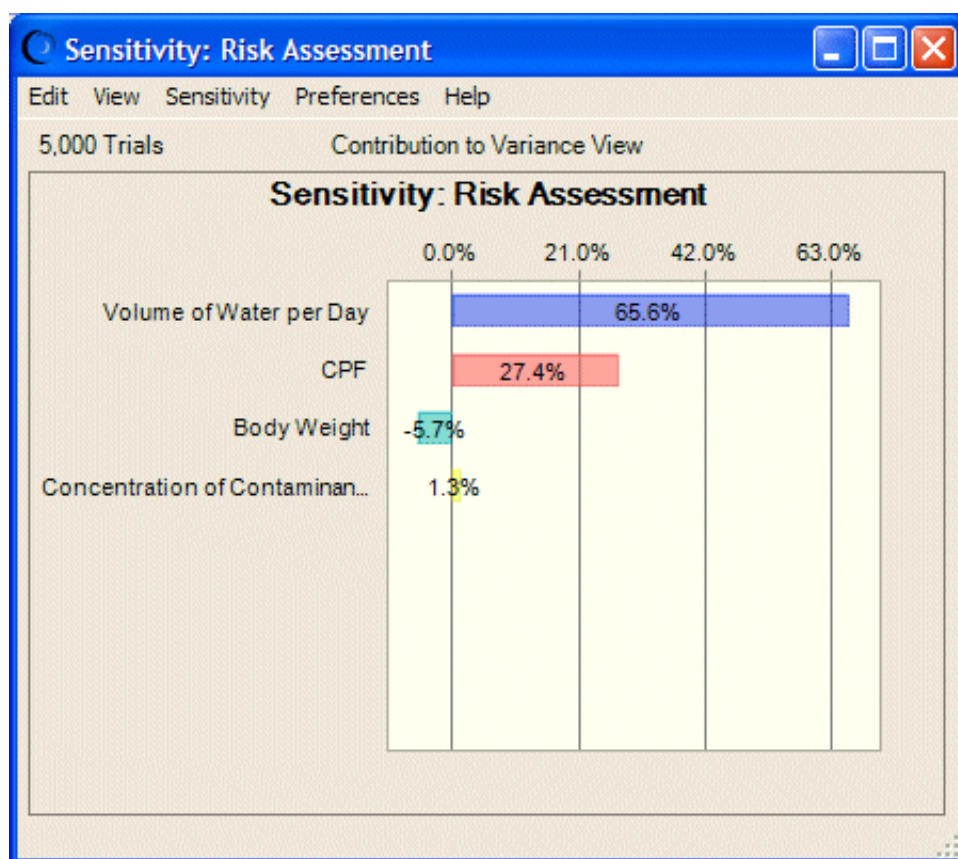 Sensitivity: Risk Assessment
Edit View Sensitivity Preferences Help
5,000 Trials Contribution to Variance View
Sensitivity: Risk Assessment
0.0% 21.0% 42.0% 63.0%
Volume of Water per Day 65.6%
CPF 27.4%
Body Weight -5.7%
Concentration of Contaminan... 1.3%